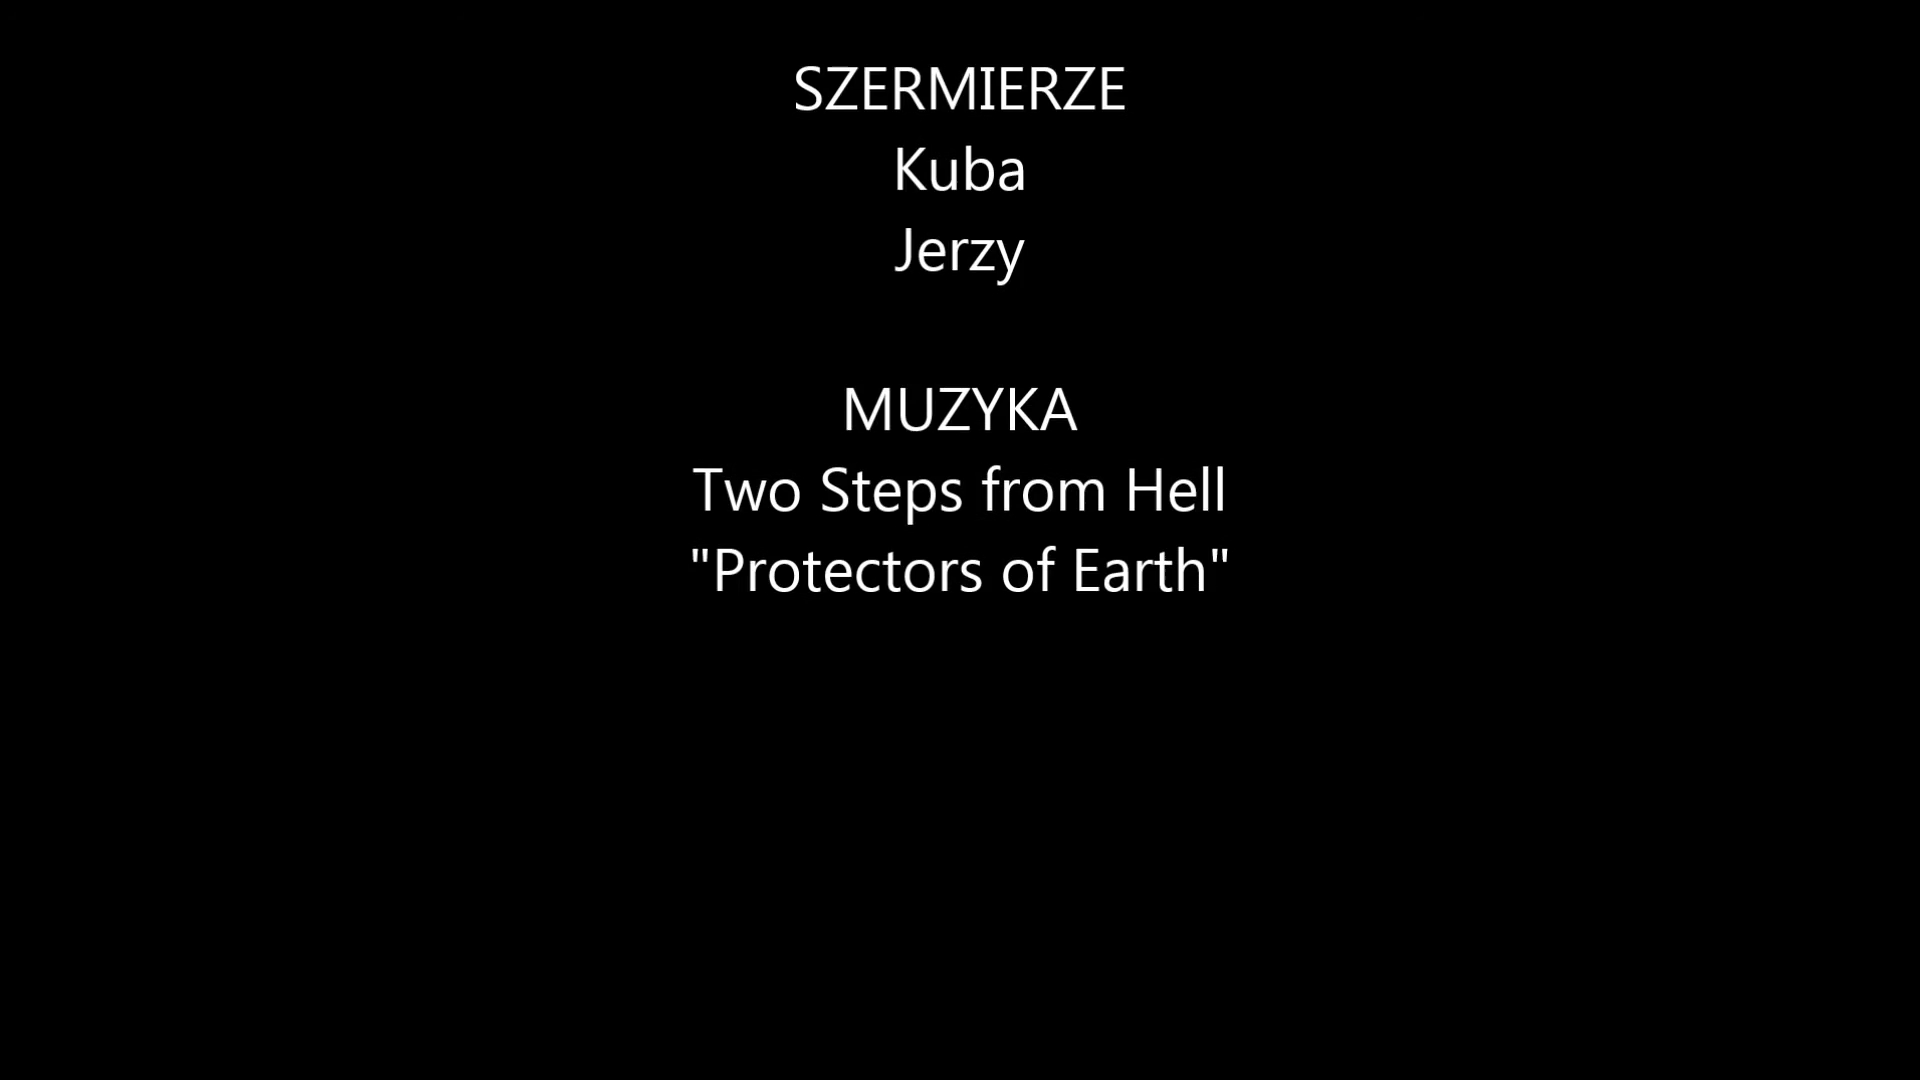 SZERMIERZE
Kuba
Jerzy
MUZYKA
Two Steps from Hell
"Protectors of Earth"